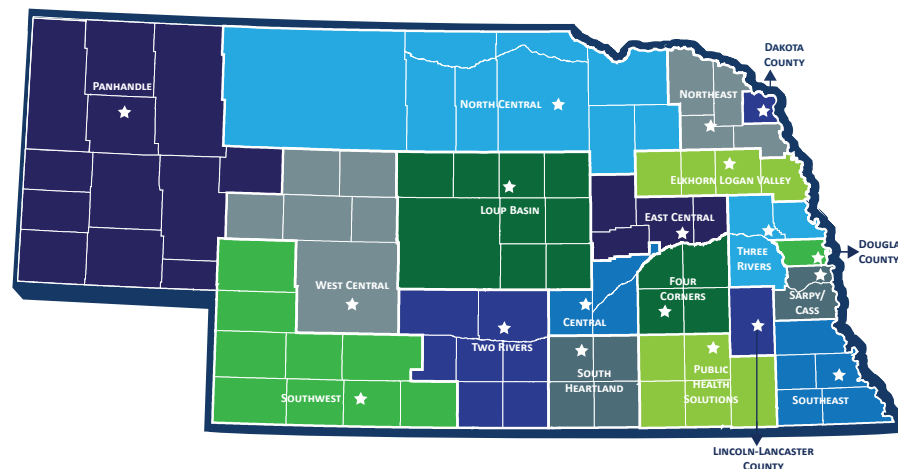 DAKOTA
COUNTY
PANHANDLE
NORTH CENTRAL
NORTHEAST
ELKHORN LOGAN VALLEY
LOUP BASIN
EAST CENTRAL
THREE
RIVERS
DOUGLA
COUNTY
WEST CENTRAL
FOUR
CORNERS
SARPY/
CASS
CENTRAL
TWO RIVERS
SOUTH
HEARTLAND
PUBLIC
HEALTH
SOLUTIONS
SOUTHWEST
SOUTHEAST
LINCOLN-LANCASTER
COUNTY